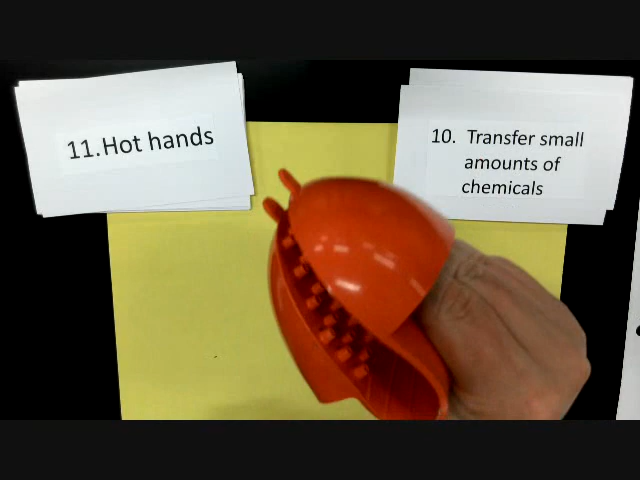 11.Hot hands
10. Transfer small
amounts of
chemicals